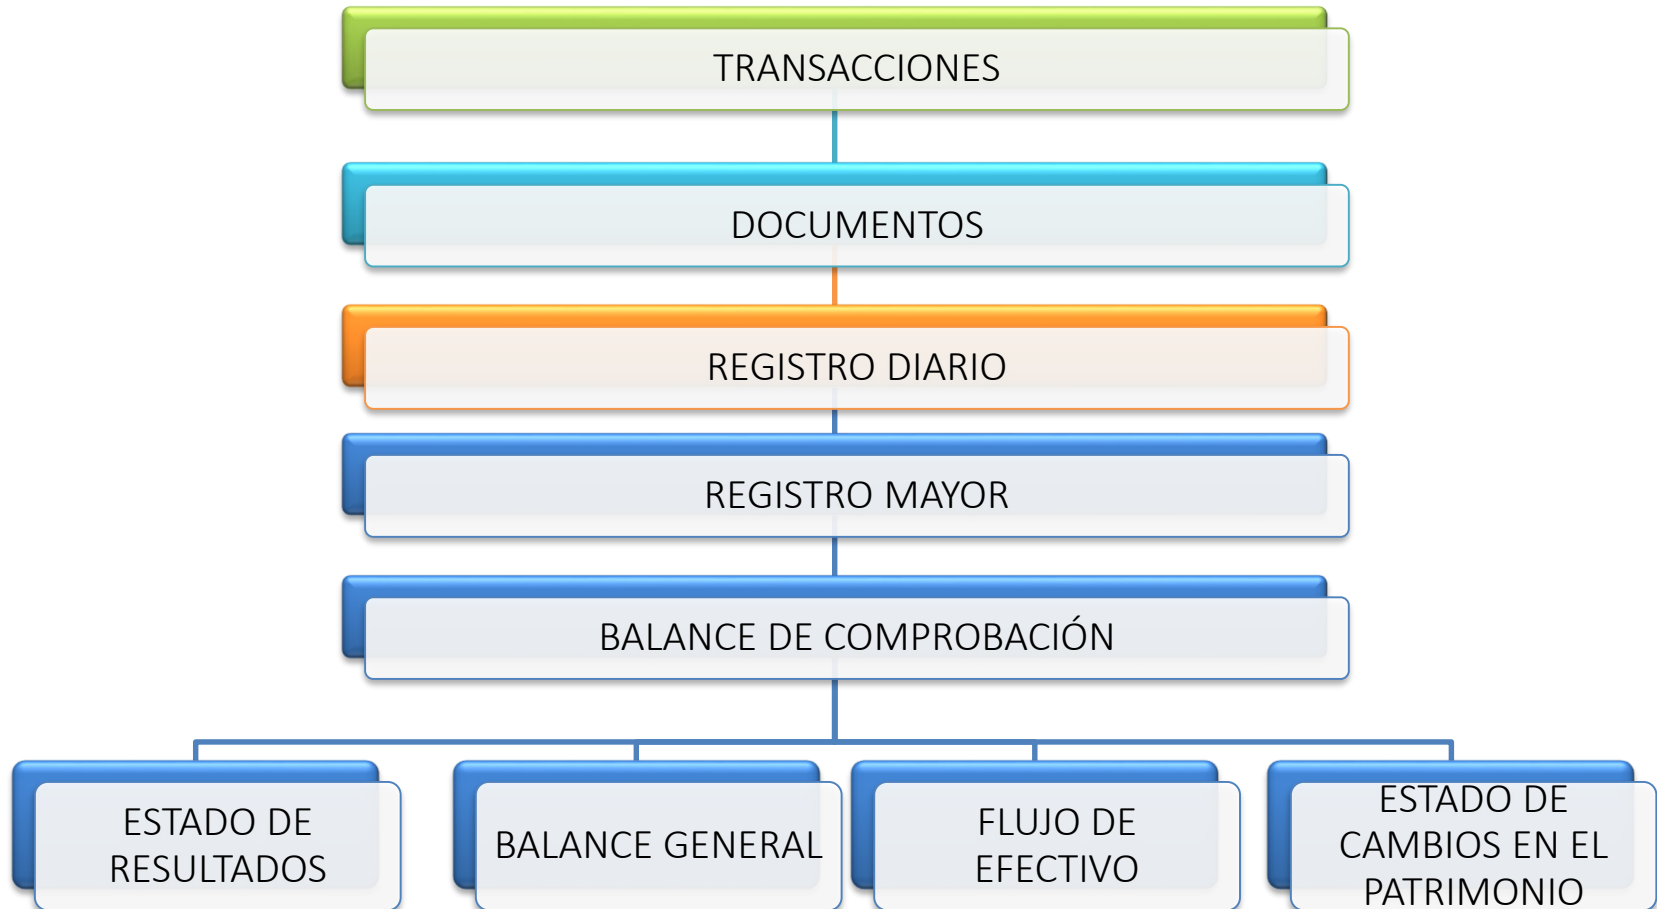 TRANSACCIONES
DOCUMENTOS
REGISTRO DIARIO
REGISTRO MAYOR
BALANCE DE COMPROBACIÓN
ESTADO DE
RESULTADOS
BALANCE GENERAL
FLUJO DE
EFECTIVO
ESTADO DE
CAMBIOS EN EL
PATRIMONIO